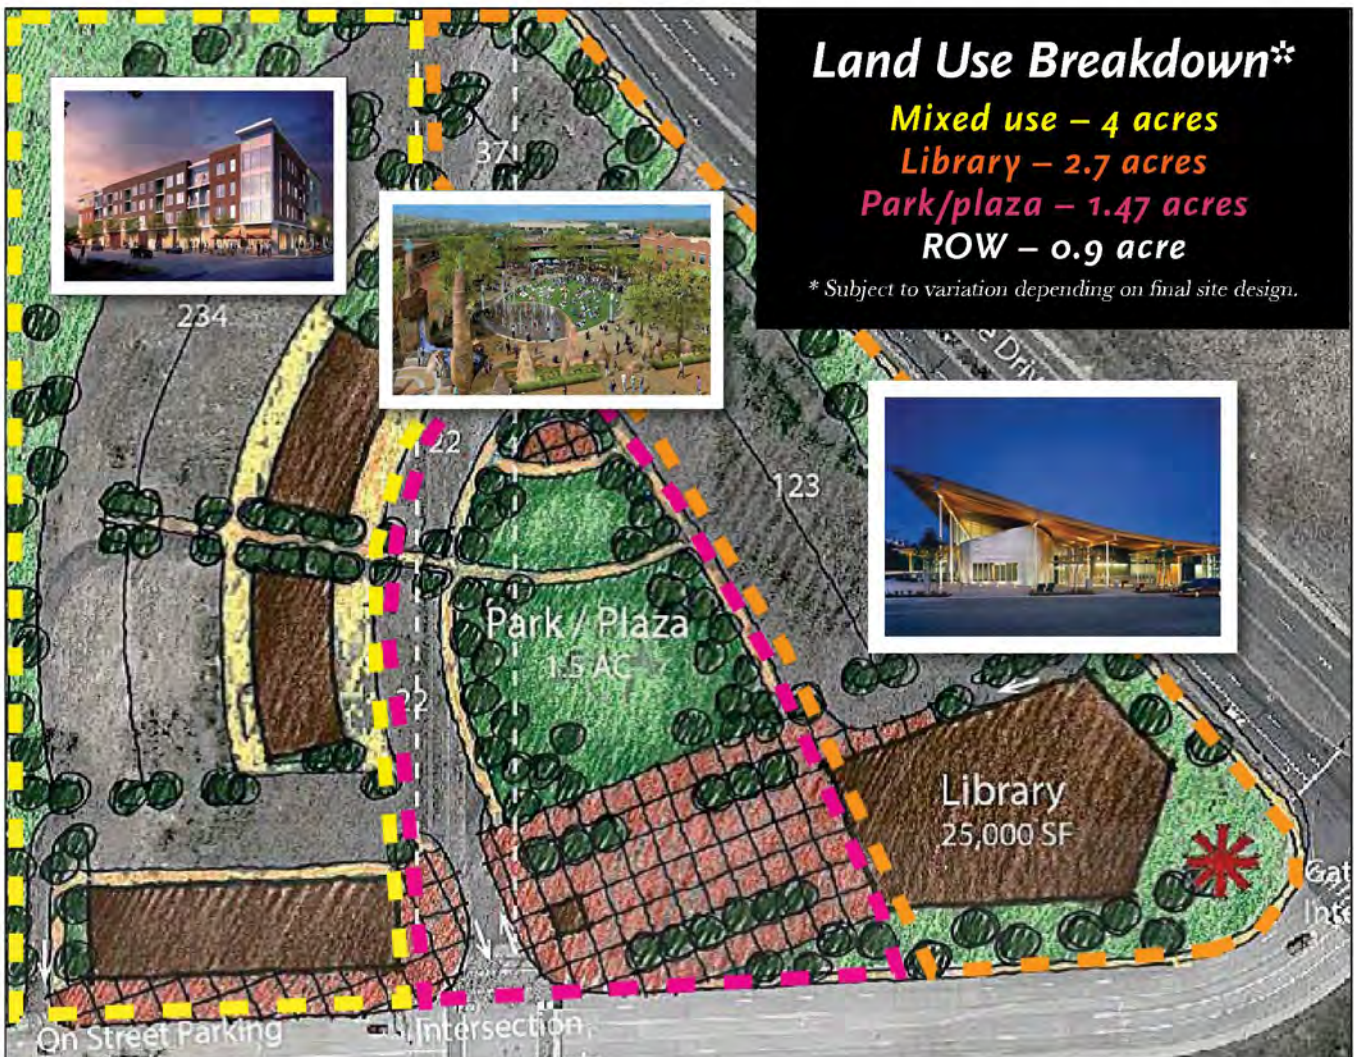 Land Use Breakdown*
Mixed use – 4 acres
Library – 2.7 acres
Park/plaza – 1.47 acres
ROW – 0.9 acre
* Subject to variation depending on final site design.
37
234
22
123
Park / Plaza
1.5 AC
22
Library
25,000 SF
On Street Parking
Intersection